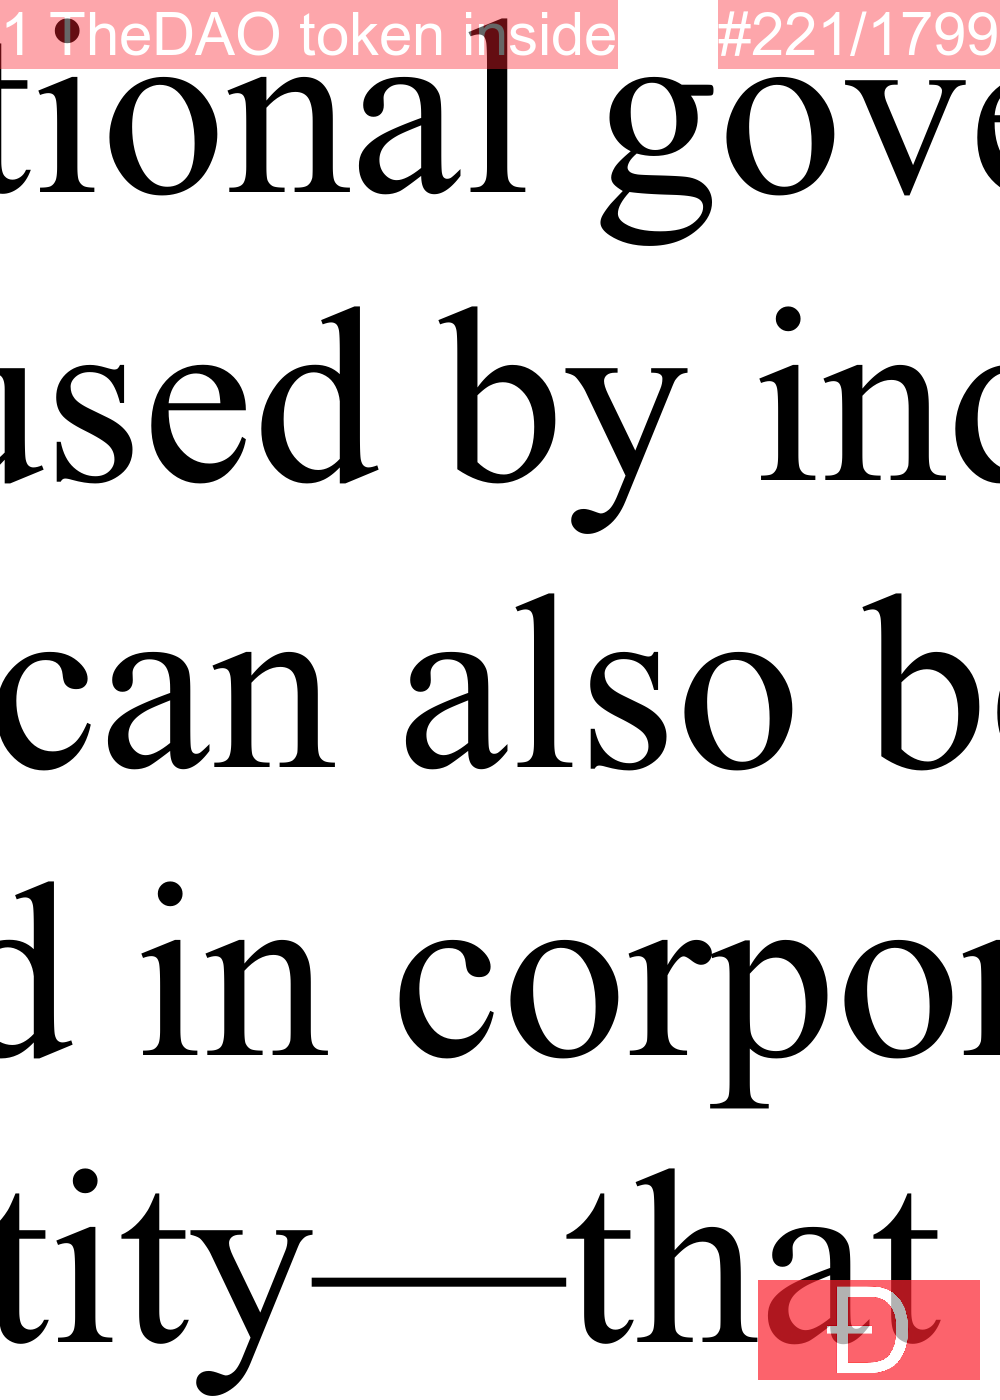 1 TheDAO token inside #221/1799
tional gove
used by ind
can also be
d in corpor
tity—that
Đ